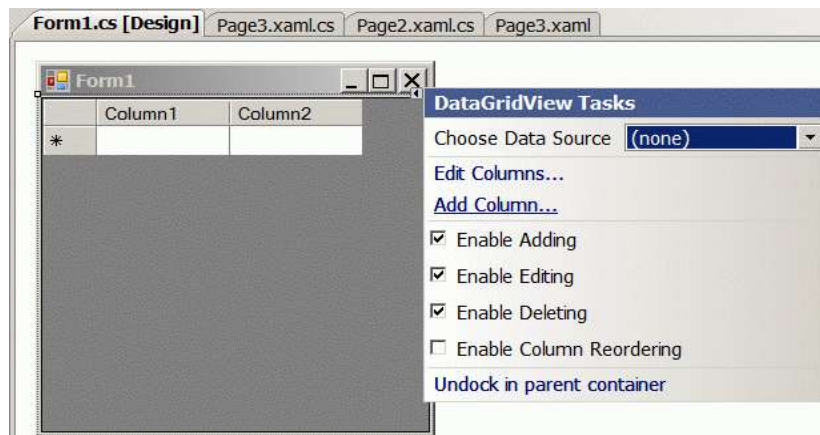 Form1.cs [Design] Page3.xaml.cs Page2.xaml.cs Page3.xaml
Form1
Column1 Column2
DataGridView Tasks
Choose Data Source (none)
Edit Columns...
Add Column...
Enable Adding
Enable Editing
Enable Deleting
Enable Column Reordering
Undock in parent container